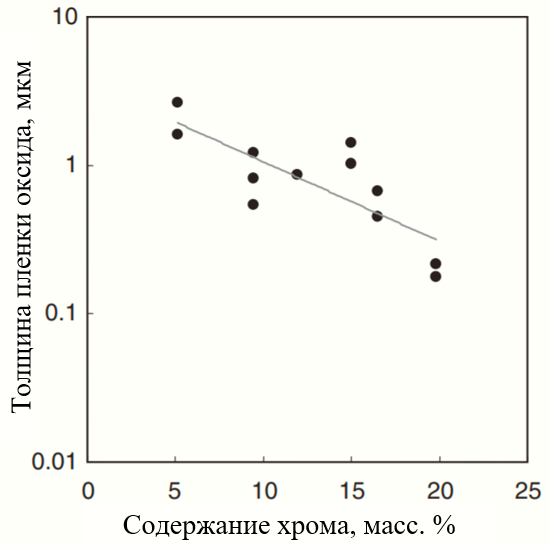 Толщина пленки оксида, мкм
10
1
0.1
0.01
0 5 10 15 20 25
Содержание хрома, масс. %